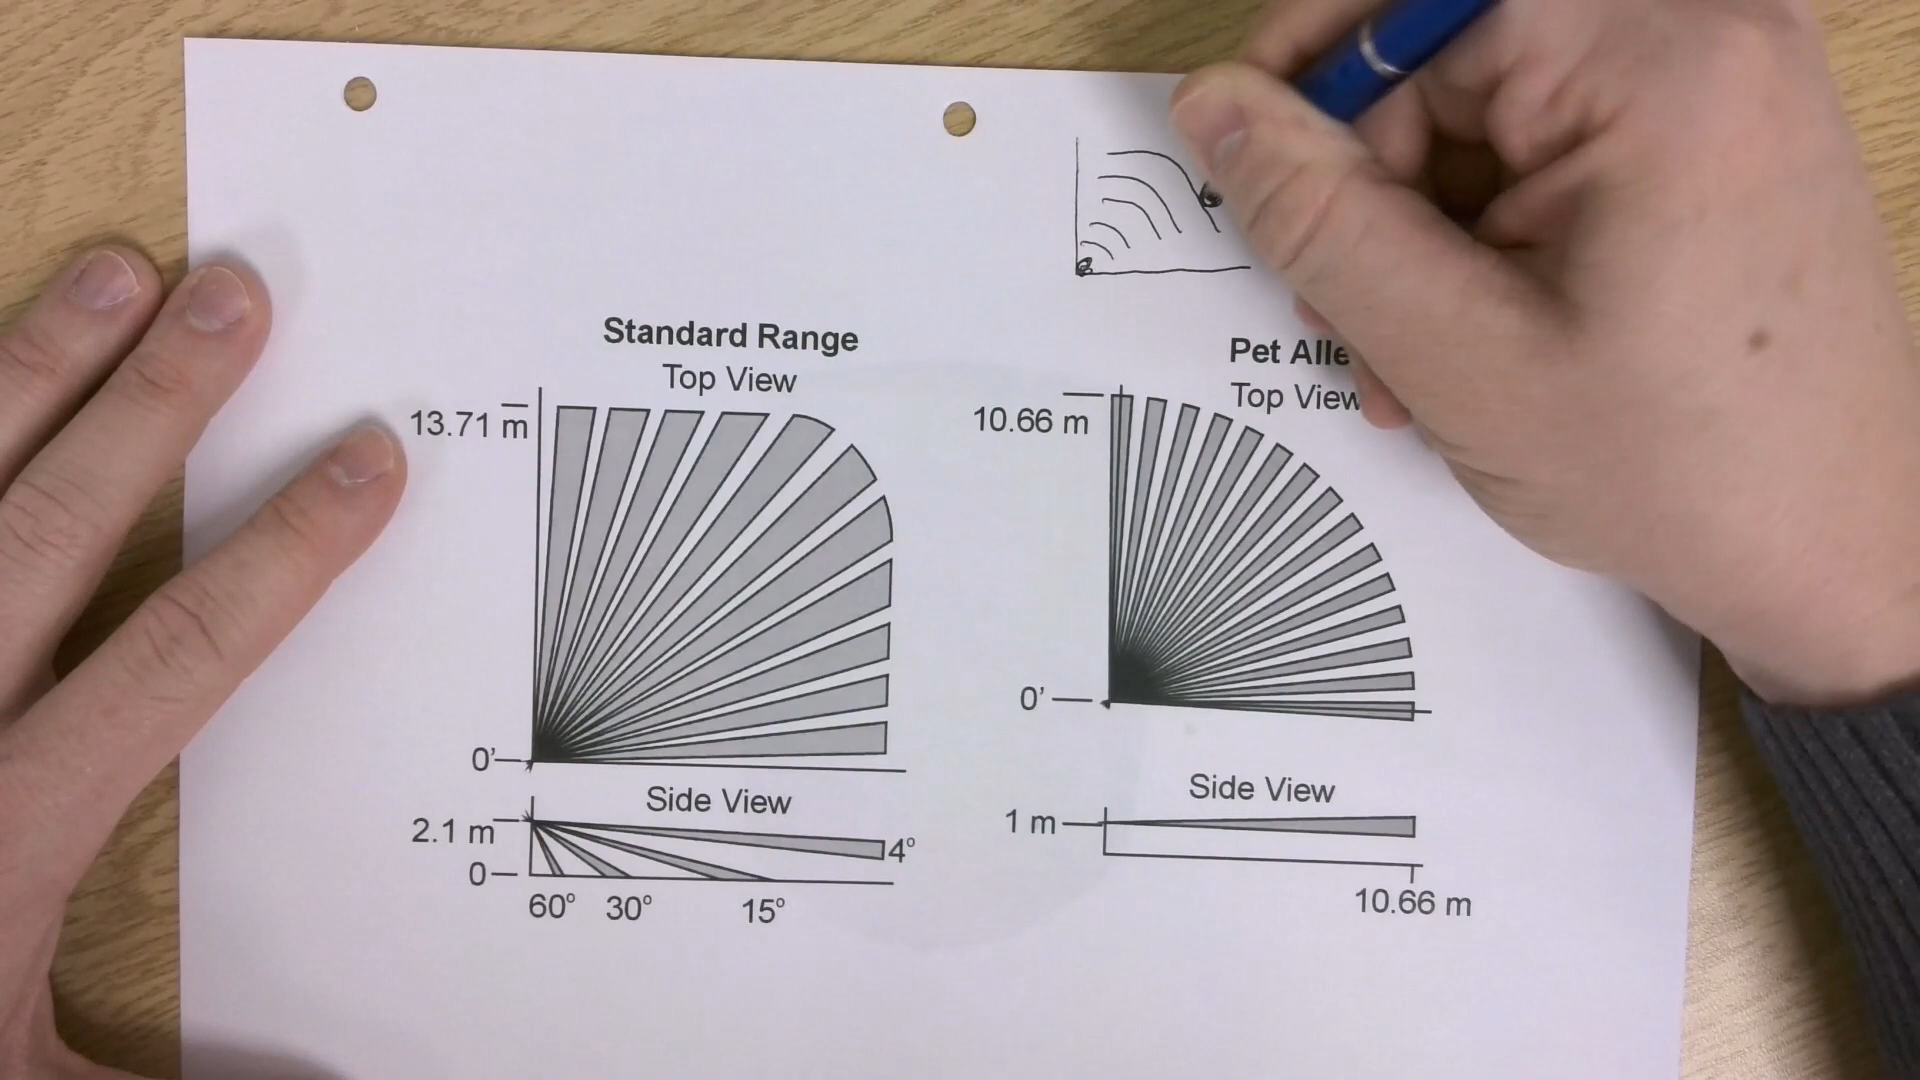 Standard Range
Top View
13.71 m
0'
Side View
2.1 m
4°
0
60° 30° 15°
Pet
Top View
10.66 m
0'
Side View
1 m
10.66 m